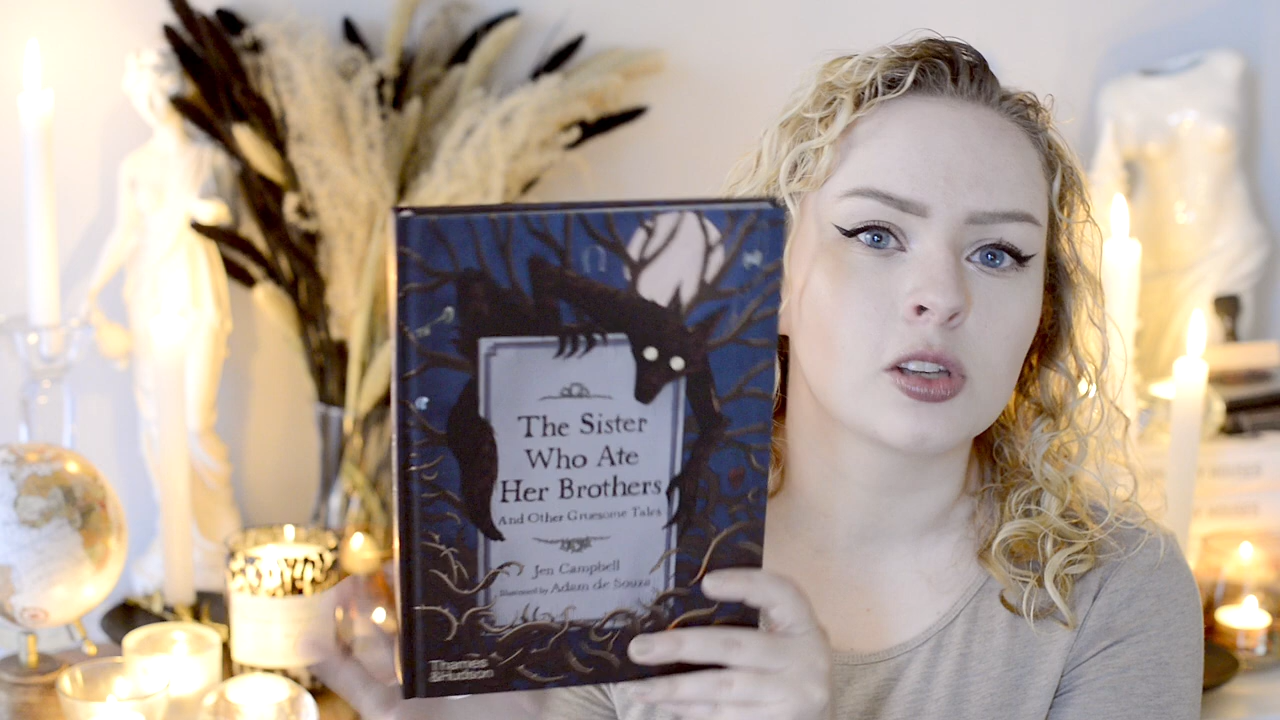 The Sister
Who Ate
Her Brothers
And Other Gruesome Tales
Jen Campbell
Illustrated by Adam de Souza
Thames
&Hudson